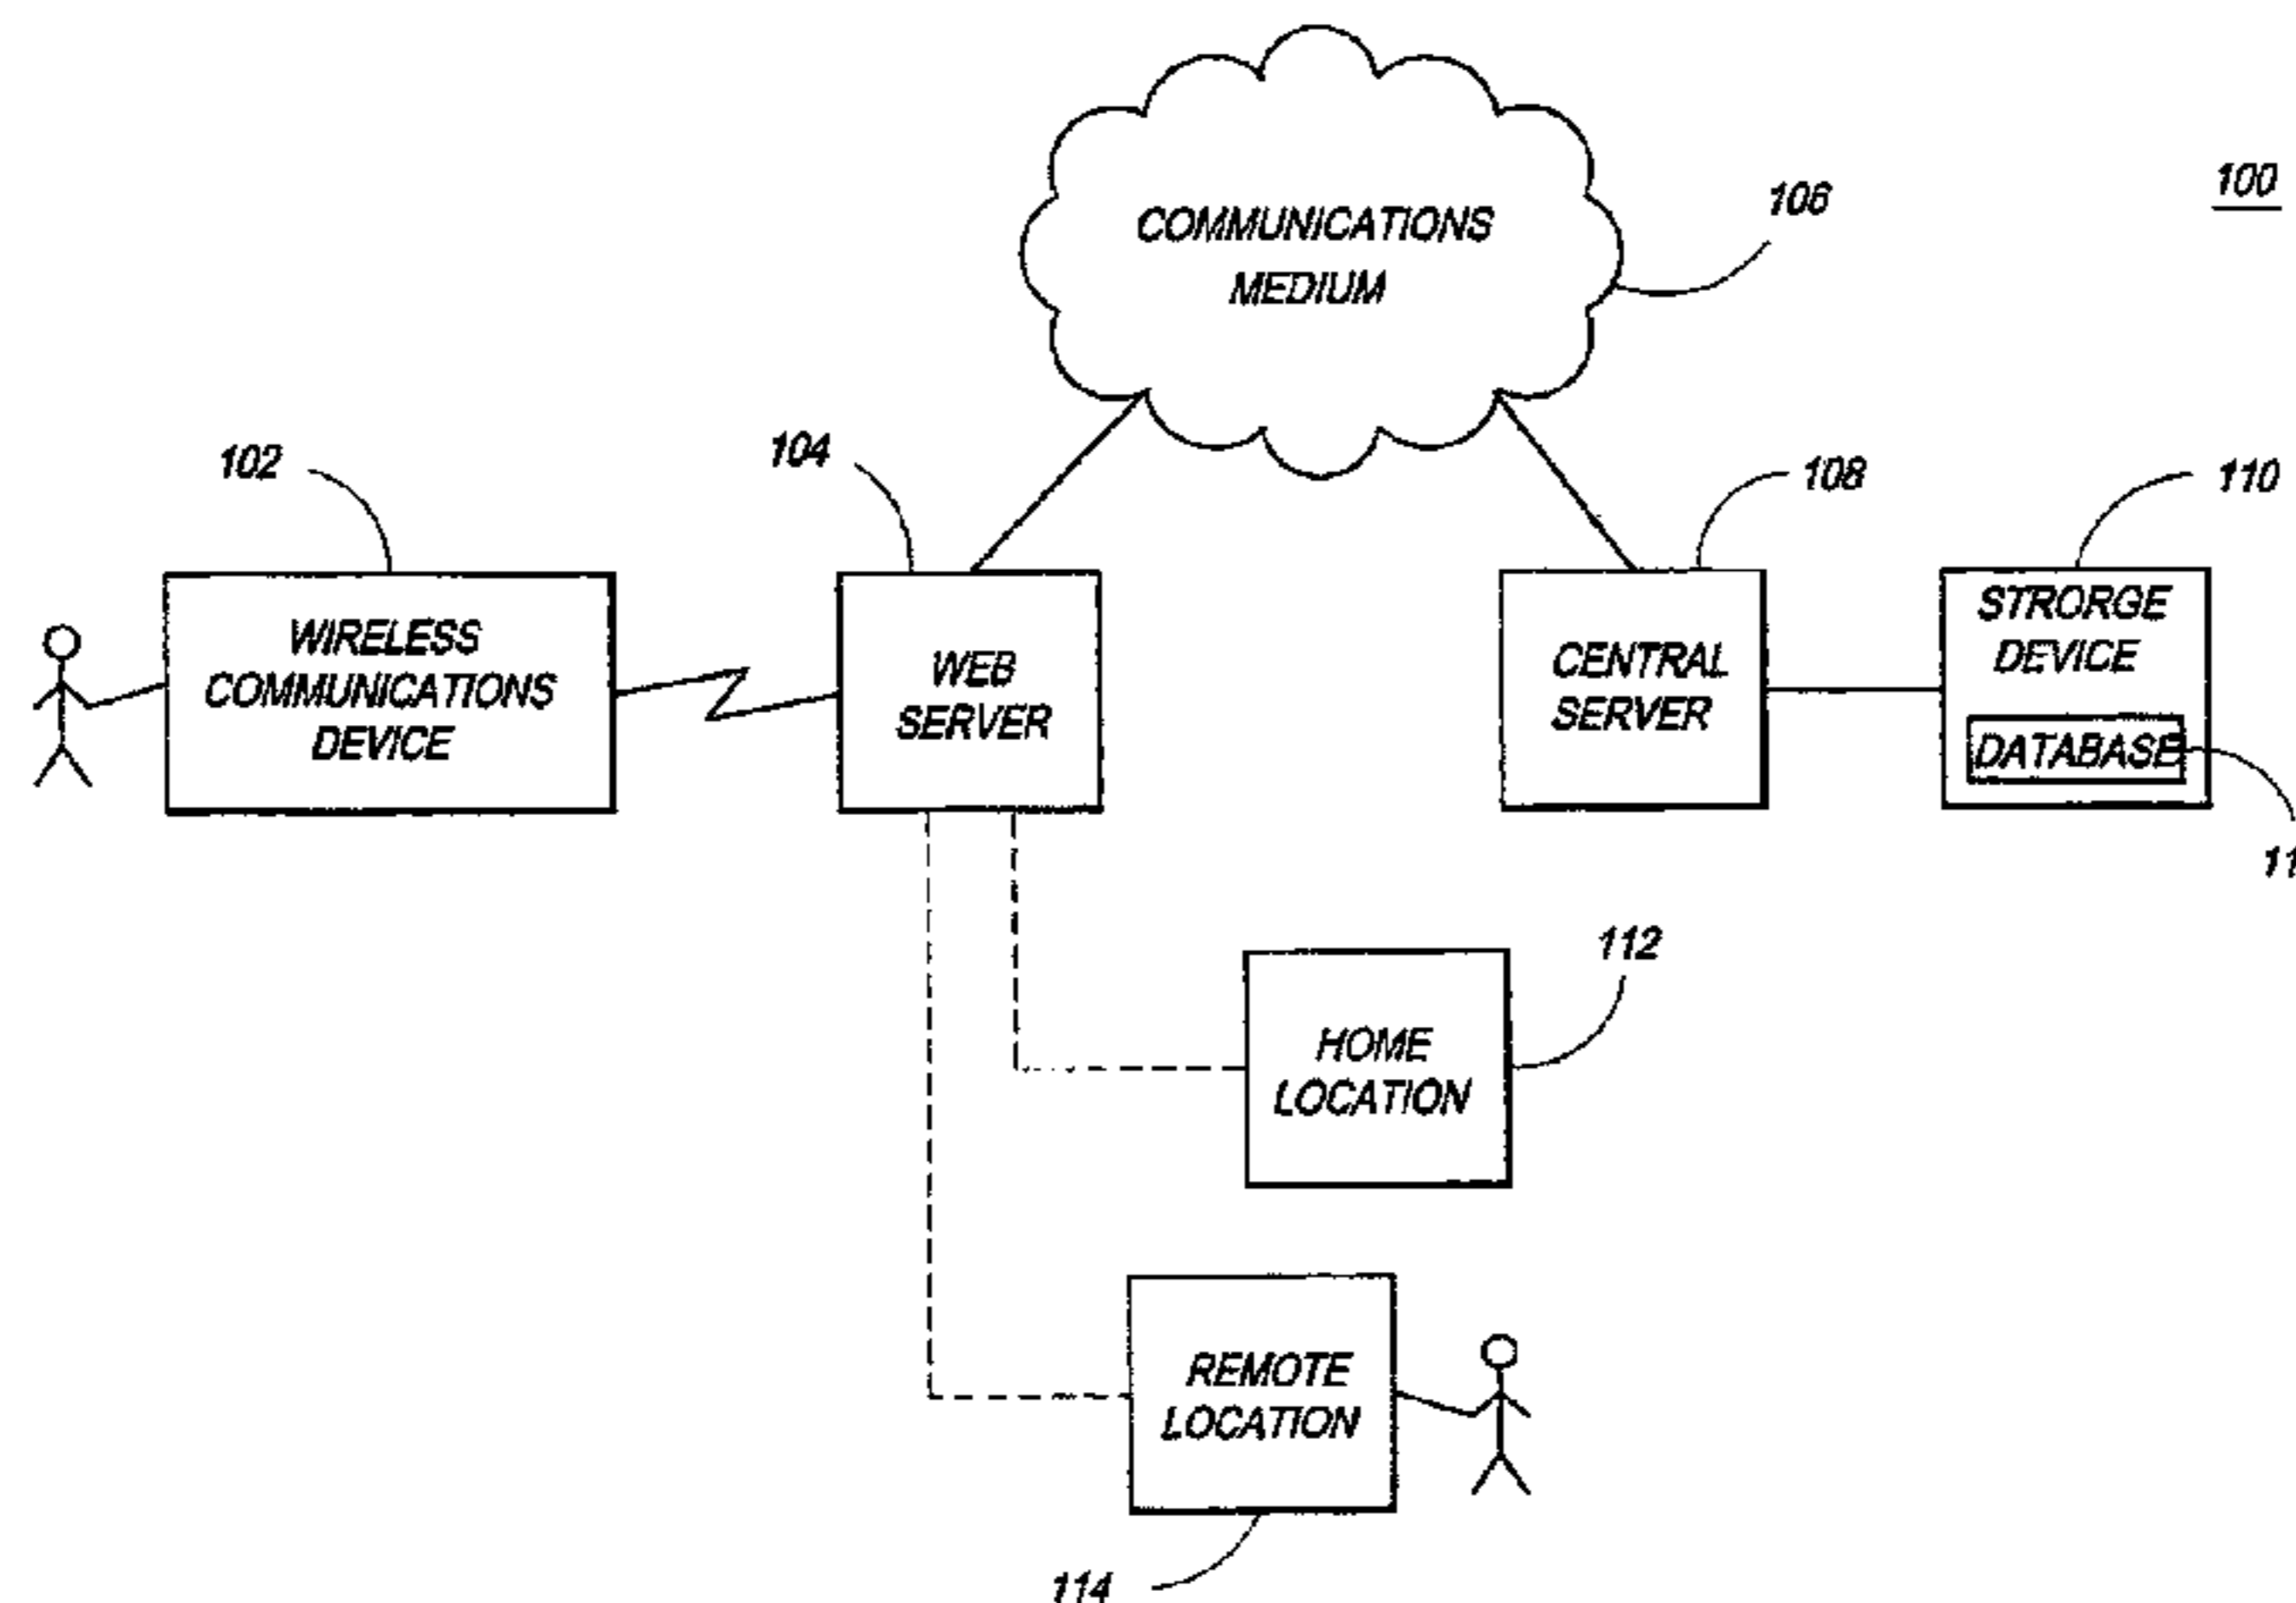 COMMUNICATIONS
MEDIUM
106
100
102
104
108
110
WIRELESS
COMMUNICATIONS
DEVICE
WEB
SERVER
CENTRAL
SERVER
STRORGE
DEVICE
DATABASE
112
HOME
LOCATION
REMOTE
LOCATION
114